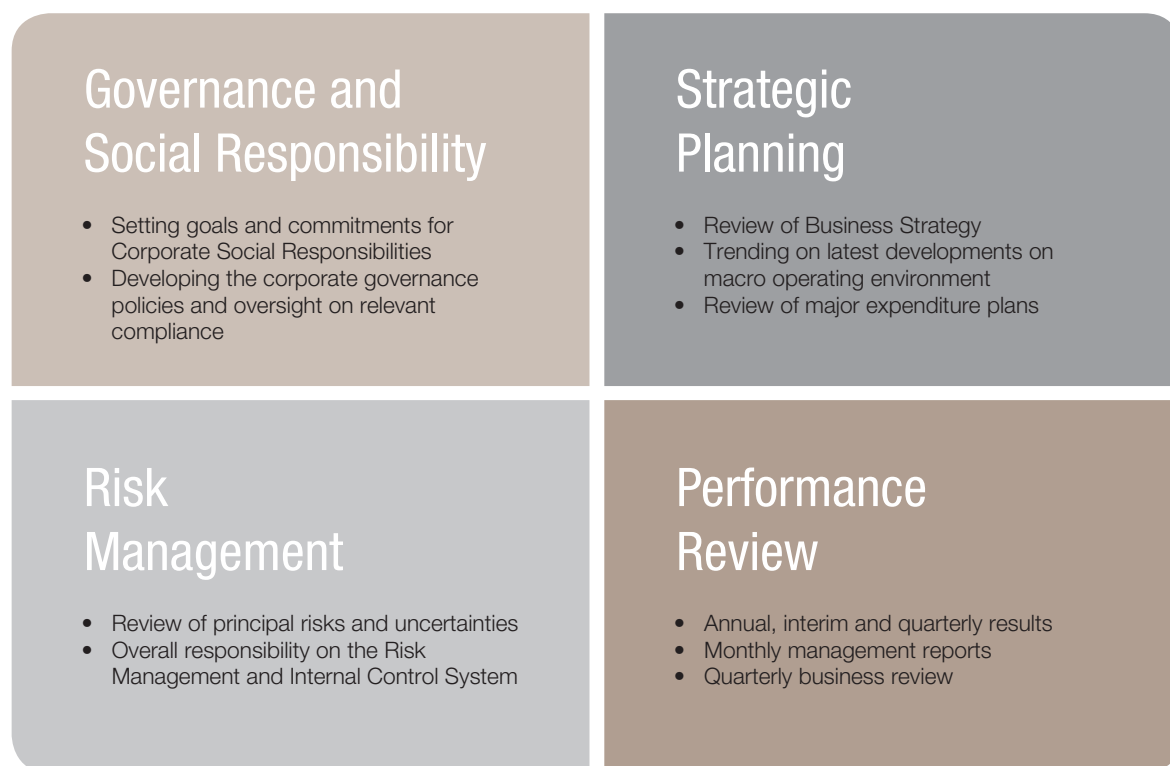 Governance and
Social Responsibility
• Setting goals and commitments for
Corporate Social Responsibilities
• Developing the corporate governance
policies and oversight on relevant
compliance
Strategic
Planning
• Review of Business Strategy
• Trending on latest developments on
macro operating environment
• Review of major expenditure plans
Risk
Management
• Review of principal risks and uncertainties
• Overall responsibility on the Risk
Management and Internal Control System
Performance
Review
• Annual, interim and quarterly results
• Monthly management reports
• Quarterly business review